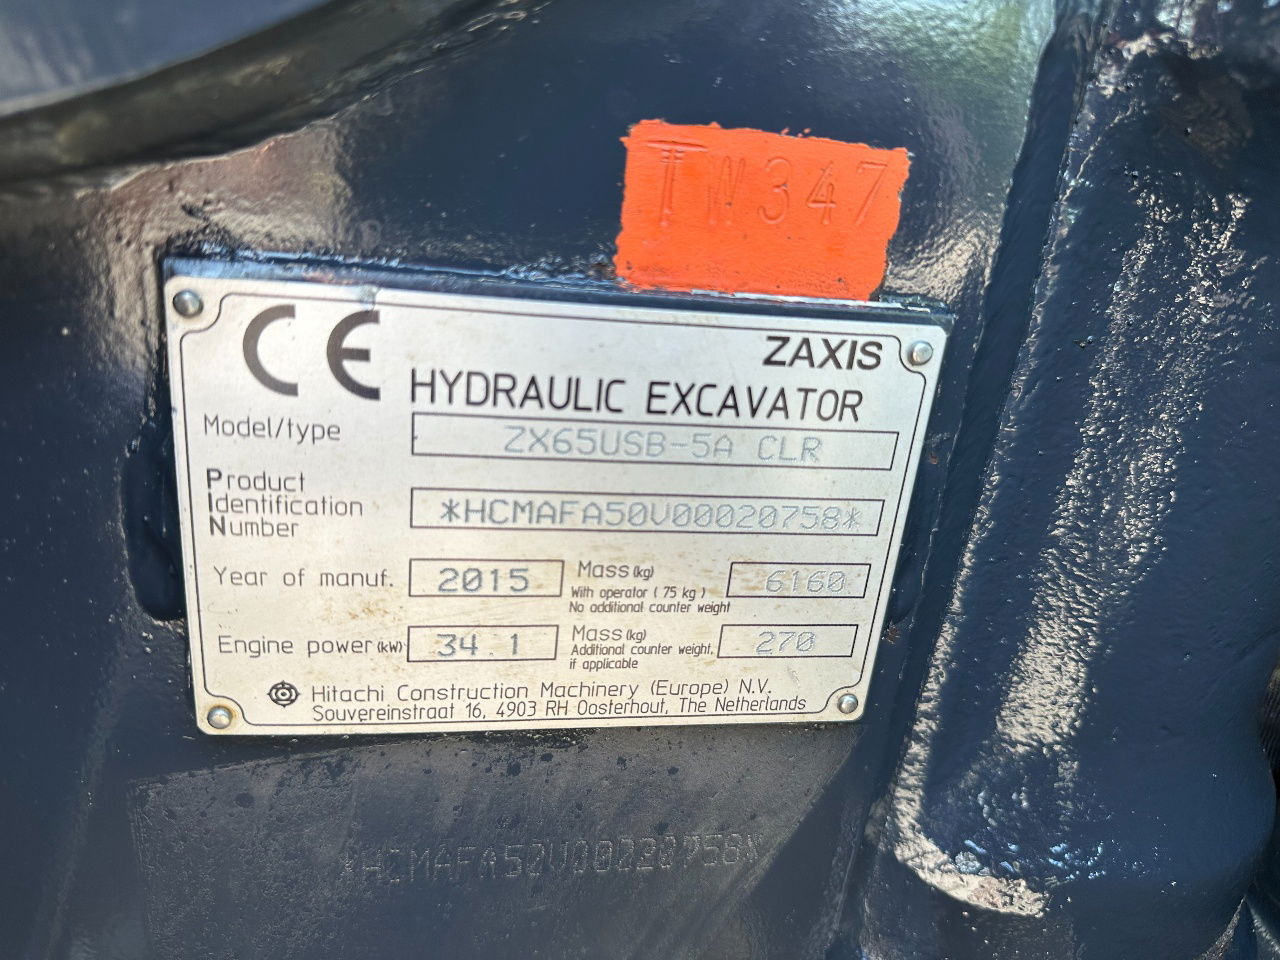 TW347
CE
ZAXIS
HYDRAULIC EXCAVATOR
Model/type ZX65USB-5A CLR
Product
Identification
Number *HCMAFA50V00020758*
Year of manuf. 2015
Mass (kg)
With operator ( 75 kg )
No additional counter weight 6160
Engine power (kW) 34.1
Mass (kg)
Additional counter weight,
if applicable 270
Hitachi Construction Machinery (Europe) N.V.
Souvereinstraat 16, 4903 RH Oosterhout, The Netherlands
*HCMAFA50V00020758*